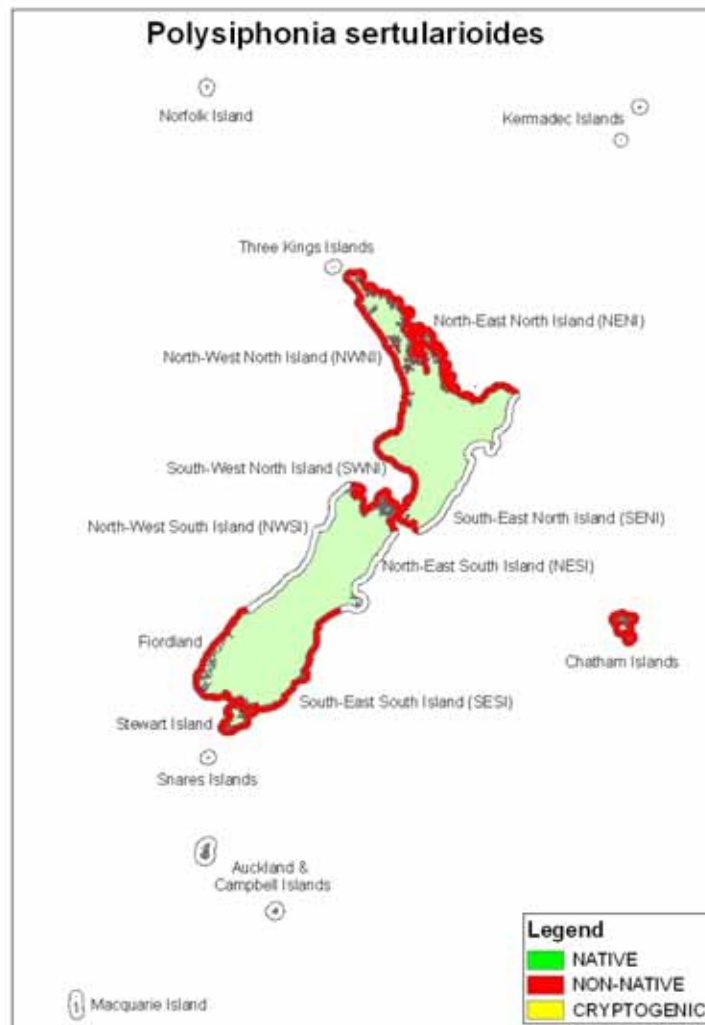 Polysiphonia sertularioides
Norfolk Island
Kermadec Islands
Three Kings Islands
North-East North Island (NENI)
North-West North Island (NWNI)
South-West North Island (SWNI)
South-East North Island (SENI)
North-West South Island (NWSI)
North-East South Island (NESI)
Fiordland
Chatham Islands
South-East South Island (SESI)
Stewart Island
Snares Islands
Auckland &
Campbell Islands
Macquarie Island
Legend
NATIVE
NON-NATIVE
CRYPTOGENIC